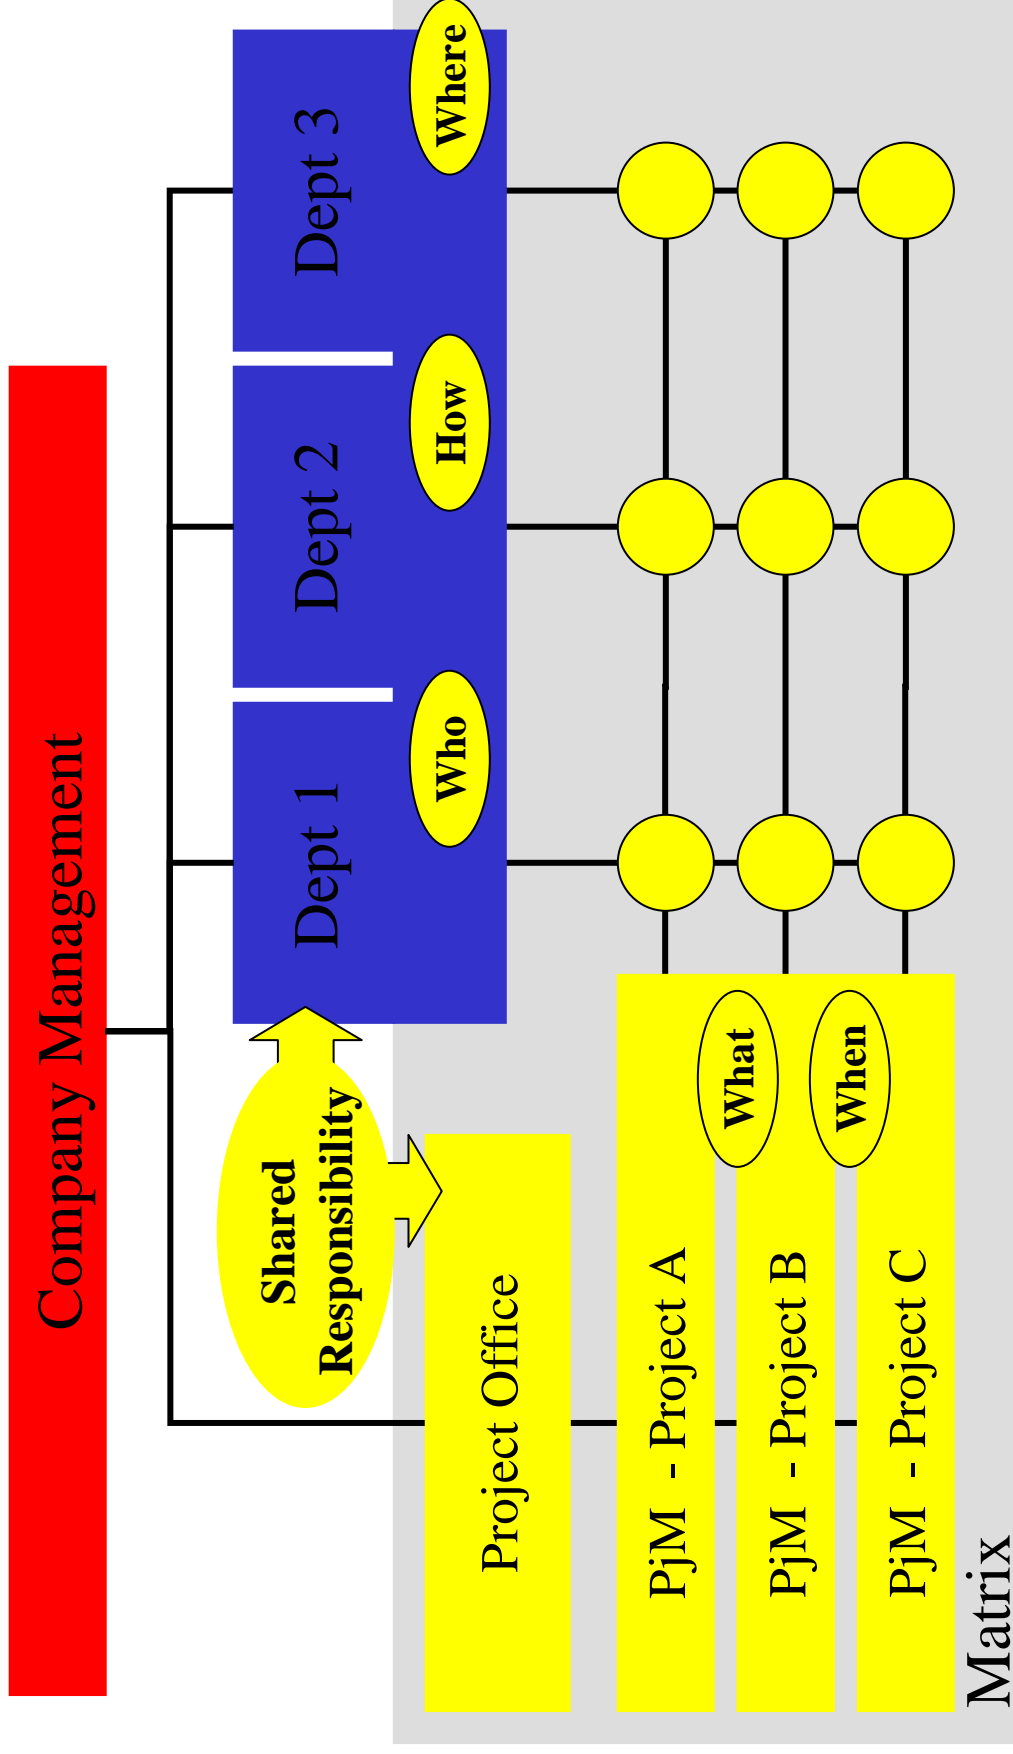 Company Management
Shared
Responsibility
Dept 1
Dept 2
Dept 3
Who
How
Where
Project Office
PjM - Project A
What
PjM - Project B
When
PjM - Project C
Matrix